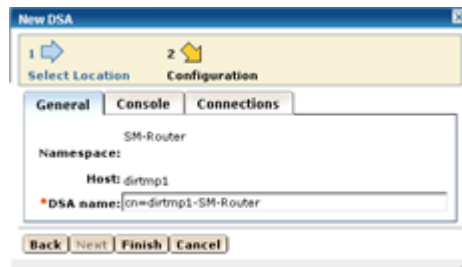 New DSA
1 2
Select Location Configuration
General Console Connections
SM-Router
Namespace:
Host: dirtmp1
*DSA name: cn=dirtmp1-SM-Router
Back Next Finish Cancel